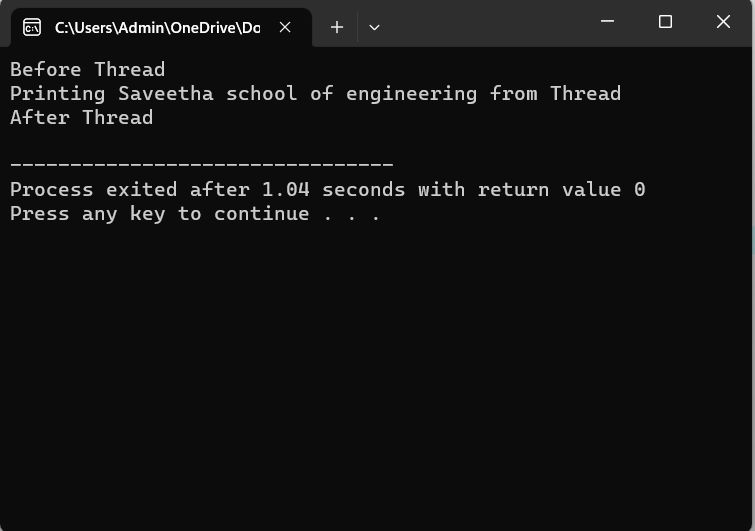 C:\Users\Admin\OneDrive\Do
Before Thread
Printing Saveetha school of engineering from Thread
After Thread
--------------------------------
Process exited after 1.04 seconds with return value 0
Press any key to continue . . .